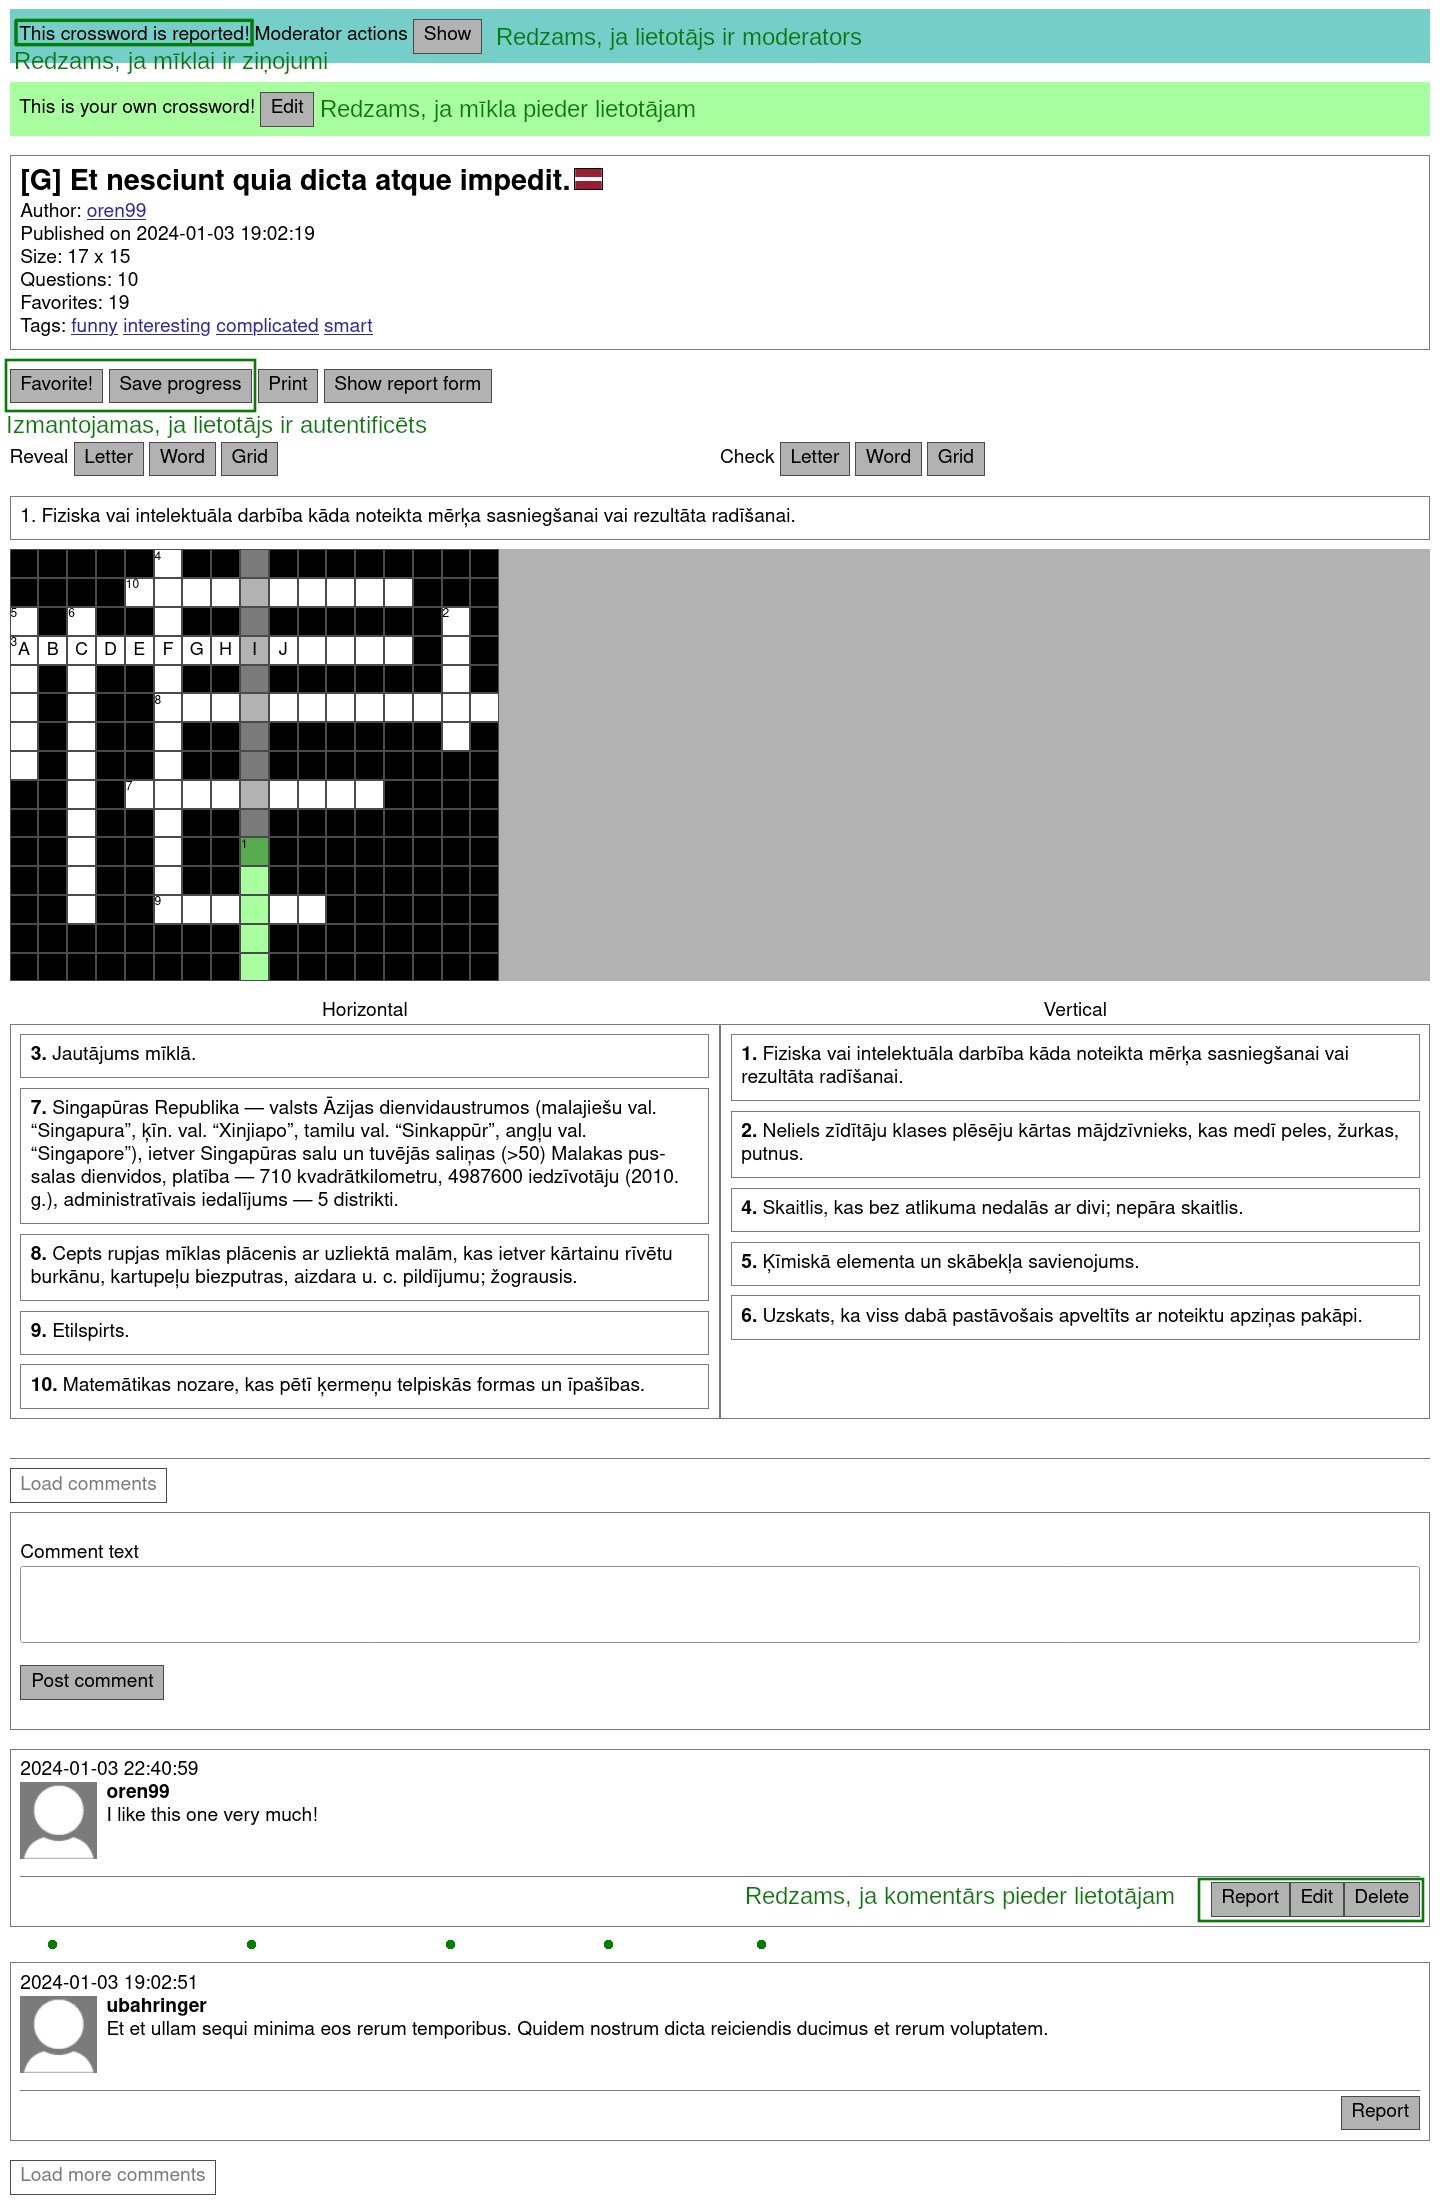 This crossword is reported! Moderator actions Show Redzams, ja lietotājs ir moderators
Redzams, ja mīklai ir ziņojumi
This is your own crossword! Edit Redzams, ja mīkla pieder lietotājam
[G] Et nesciunt quia dicta atque impedit.
Author: oren99
Published on 2024-01-03 19:02:19
Size: 17 x 15
Questions: 10
Favorites: 19
Tags: funny interesting complicated smart
Favorite! Save progress Print Show report form
Izmantojamas, ja lietotājs ir autentificēts
Reveal Letter Word Grid Check Letter Word Grid
1. Fiziska vai intelektuāla darbība kāda noteikta mērķa sasniegšanai vai rezultāta radīšanai.
4
10
5 6 2
3 A B C D E F G H I J
8
7
1
9
Horizontal
3. Jautājums mīklā.
7. Singapūras Republika — valsts Āzijas dienvidaustrumos (malajiešu val.
“Singapura”, ķīn. val. “Xinjiapo”, tamilu val. “Sinkappūr”, angļu val.
“Singapore”), ietver Singapūras salu un tuvējās saliņas (>50) Malakas pus-
salas dienvidos, platība — 710 kvadrātkilometru, 4987600 iedzīvotāju (2010.
g.), administratīvais iedalījums — 5 distrikti.
8. Cepts rupjas mīklas plācenis ar uzliektā malām, kas ietver kārtainu rīvētu
burkānu, kartupeļu biezputras, aizdara u. c. pildījumu; žograusis.
9. Etilspirts.
10. Matemātikas nozare, kas pētī ķermeņu telpiskās formas un īpašības.
Vertical
1. Fiziska vai intelektuāla darbība kāda noteikta mērķa sasniegšanai vai
rezultāta radīšanai.
2. Neliels zīdītāju klases plēsēju kārtas mājdzīvnieks, kas medī peles, žurkas,
putnus.
4. Skaitlis, kas bez atlikuma nedalās ar divi; nepāra skaitlis.
5. Ķīmiskā elementa un skābekļa savienojums.
6. Uzskats, ka viss dabā pastāvošais apveltīts ar noteiktu apziņas pakāpi.
Load comments
Comment text
Post comment
2024-01-03 22:40:59
oren99
I like this one very much!
Redzams, ja komentārs pieder lietotājam Report Edit Delete
2024-01-03 19:02:51
ubahringer
Et et ullam sequi minima eos rerum temporibus. Quidem nostrum dicta reiciendis ducimus et rerum voluptatem.
Report
Load more comments